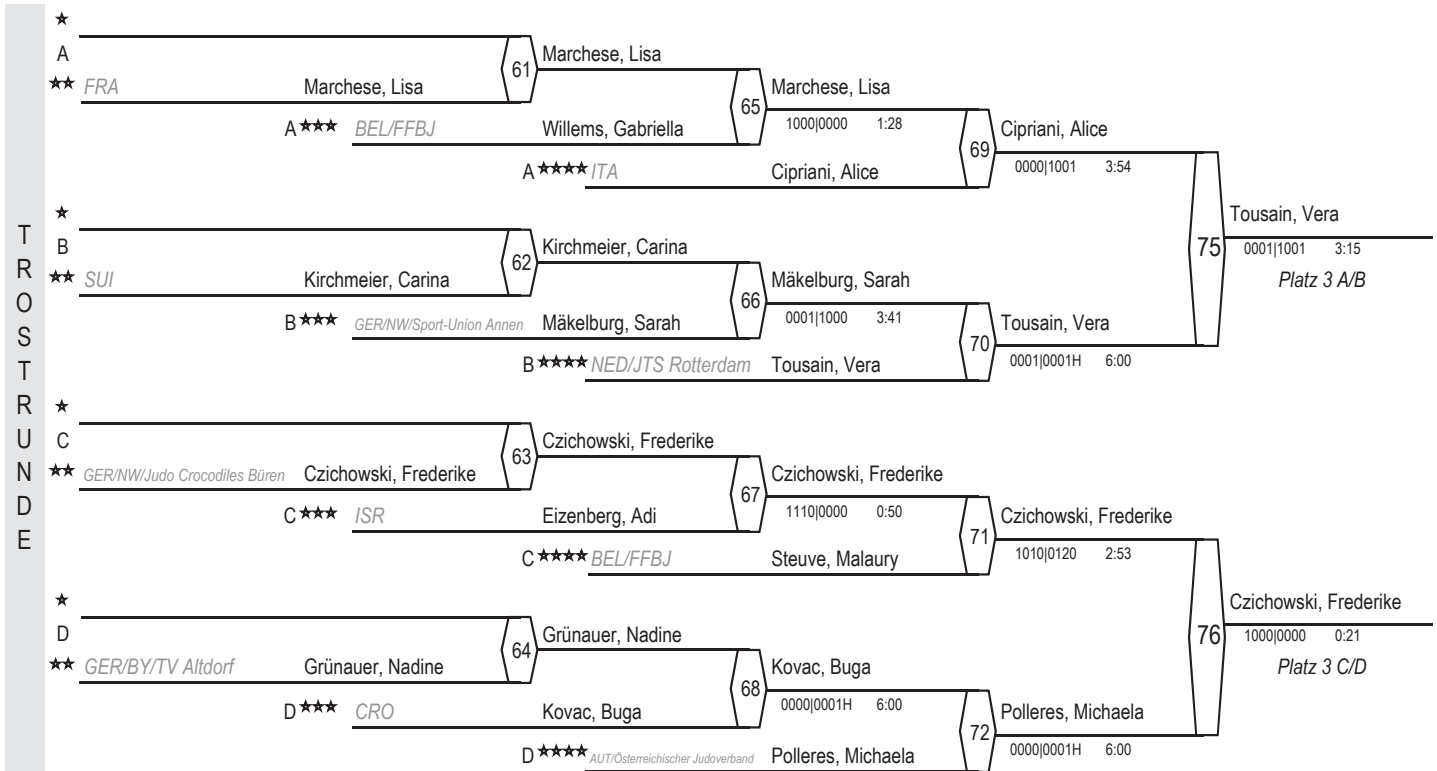 TROSTRUNDE
★
A
★★ FRA Marchese, Lisa
61
Marchese, Lisa
A ★★★ BEL/FFBJ Willems, Gabriella
65
Marchese, Lisa
1000|0000 1:28
A ★★★★ ITA Cipriani, Alice
69
Cipriani, Alice
0000|1001 3:54
★
B
★★ SUI Kirchmeier, Carina
62
Kirchmeier, Carina
B ★★★ GER/NW/Sport-Union Annen Mäkelburg, Sarah
66
Mäkelburg, Sarah
0001|1000 3:41
B ★★★★ NED/JTS Rotterdam Tousain, Vera
70
Tousain, Vera
0001|0001H 6:00
75
Tousain, Vera
0001|1001 3:15
Platz 3 A/B
★
C
★★ GER/NW/Judo Crocodiles Büren Czichowski, Frederike
63
Czichowski, Frederike
C ★★★ ISR Eizenberg, Adi
67
Czichowski, Frederike
1110|0000 0:50
C ★★★★ BEL/FFBJ Steuve, Malaury
71
Czichowski, Frederike
1010|0120 2:53
★
D
★★ GER/BY/TV Altdorf Grünauer, Nadine
64
Grünauer, Nadine
D ★★★ CRO Kovac, Buga
68
Kovac, Buga
0000|0001H 6:00
D ★★★★ AUT/Österreichischer Judoverband Polleres, Michaela
72
Polleres, Michaela
0000|0001H 6:00
76
Czichowski, Frederike
1000|0000 0:21
Platz 3 C/D